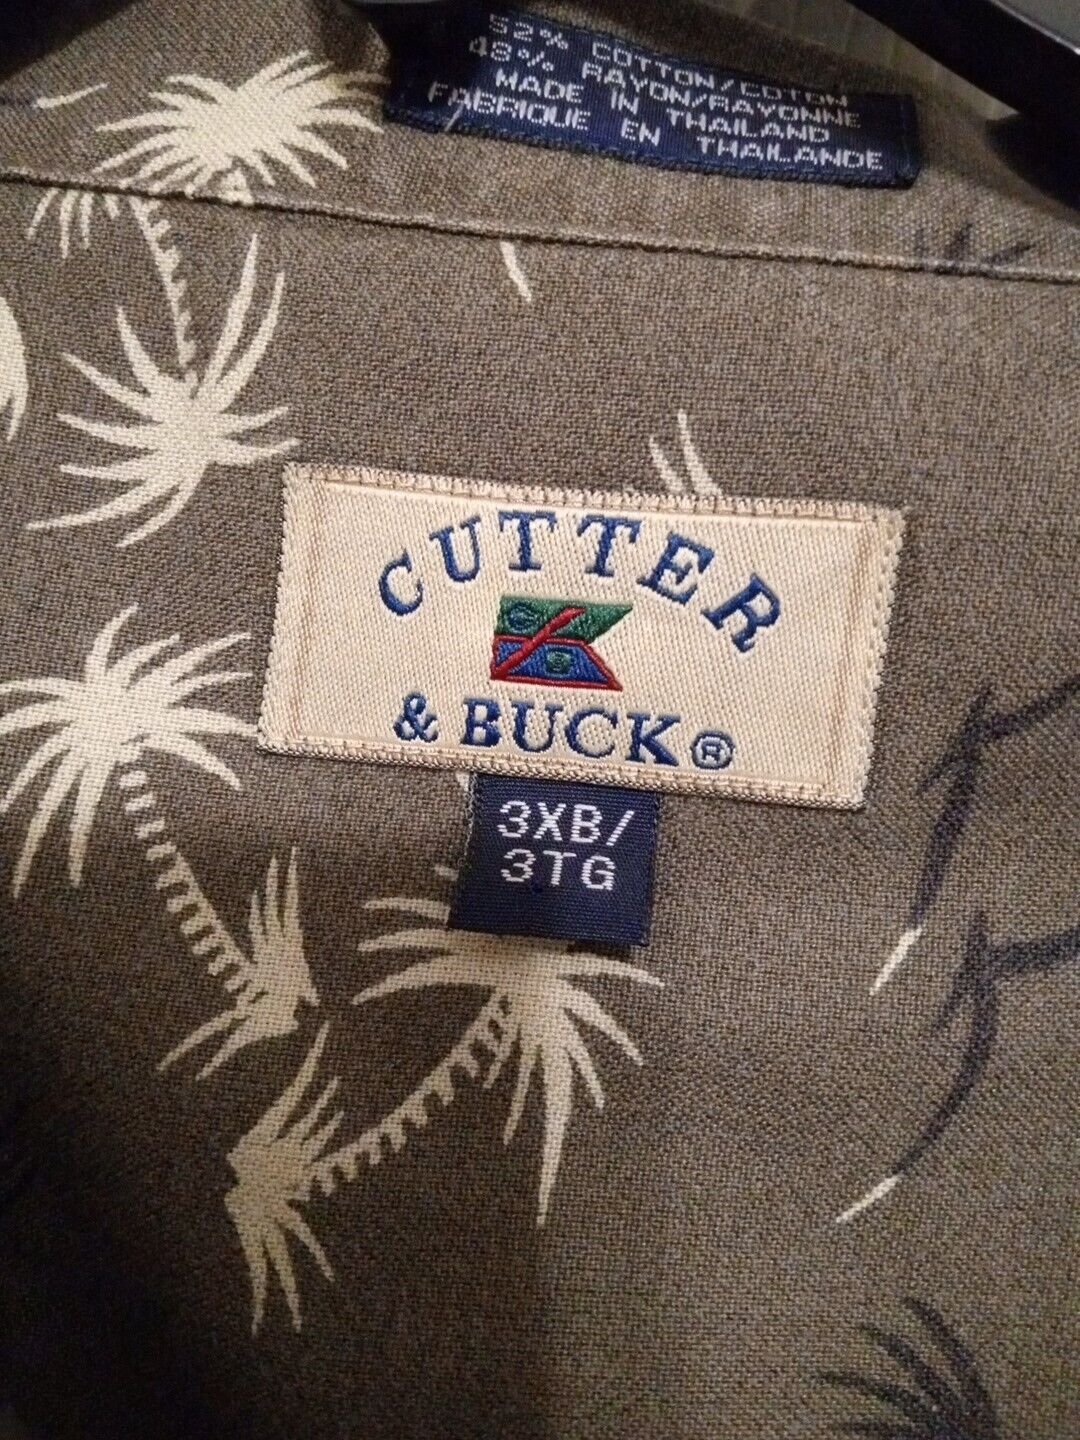 52% COTTON/COTON
48% RAYON/RAYONNE
MADE IN THAILAND
FABRIQUE EN THAILANDE
CUTTER
& BUCK®
3XB/
3TG